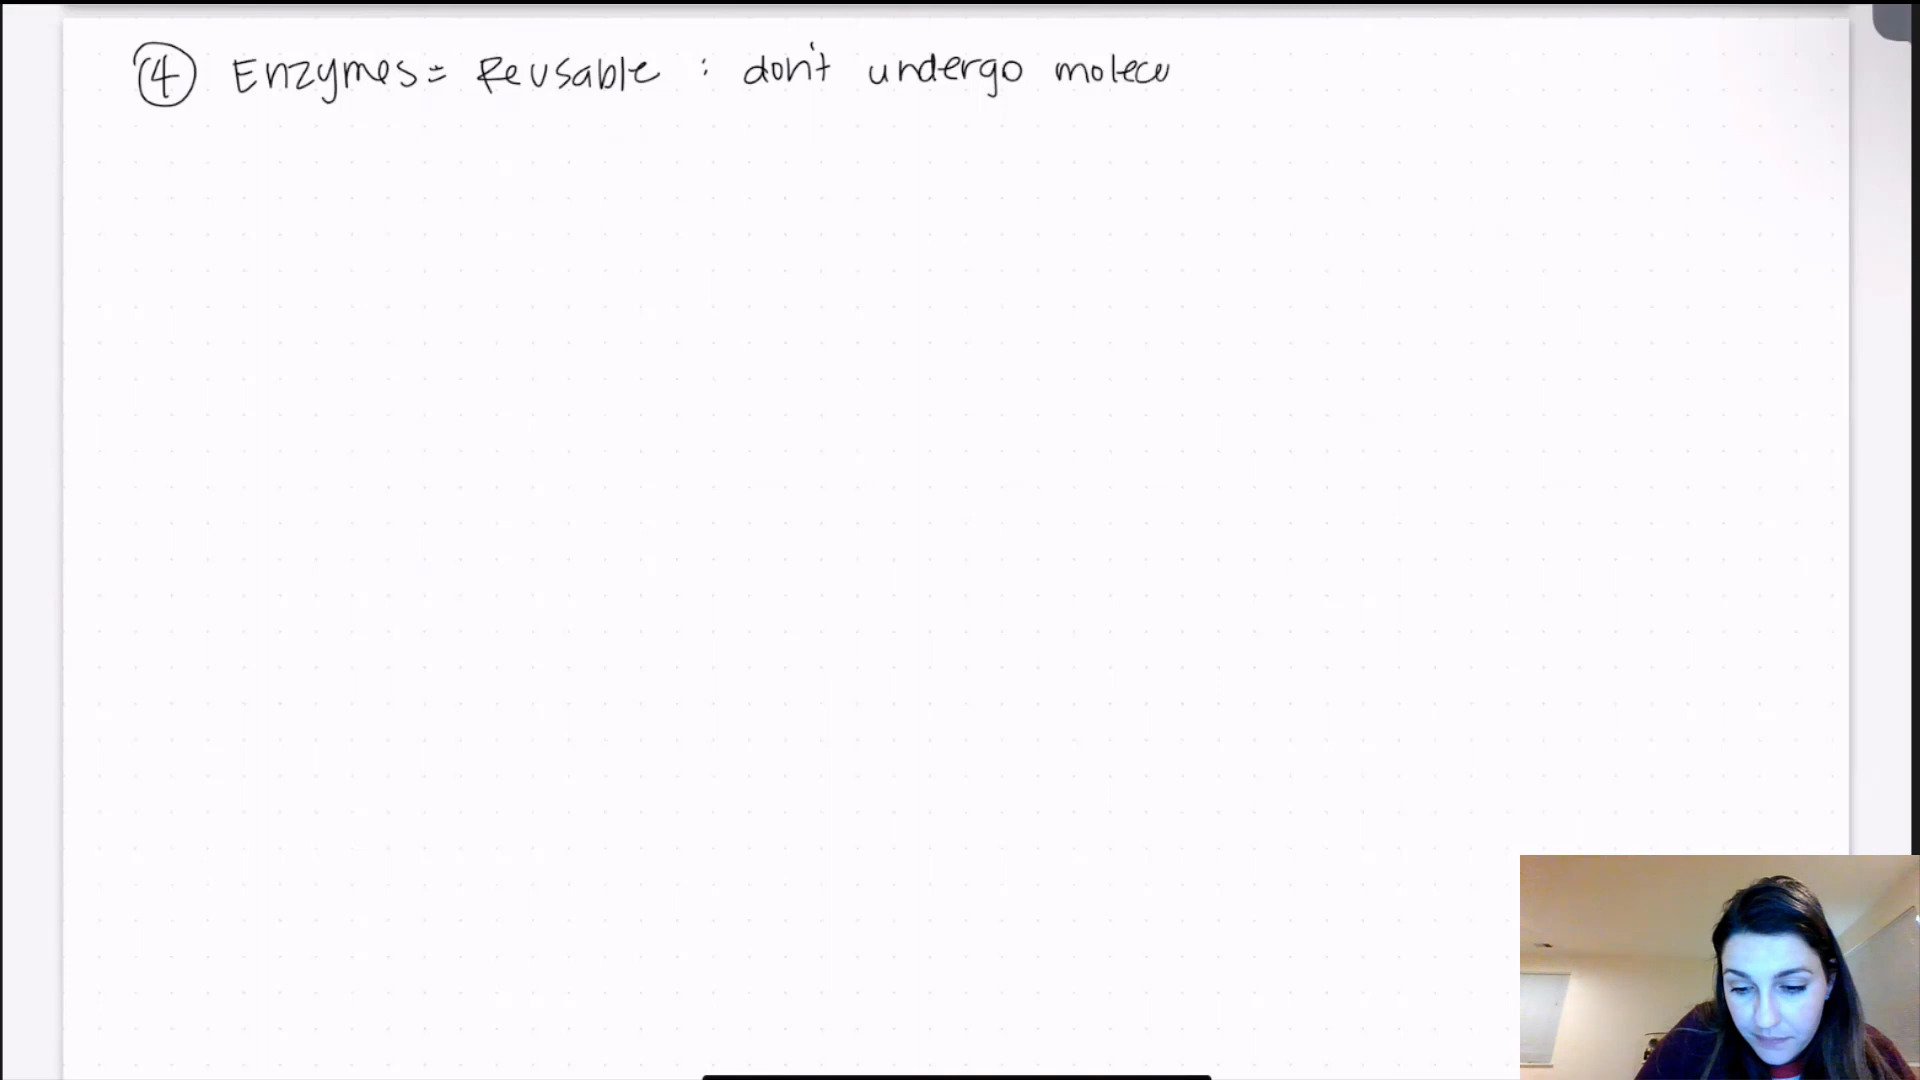 ④ Enzymes = Reusable : don't undergo molecu